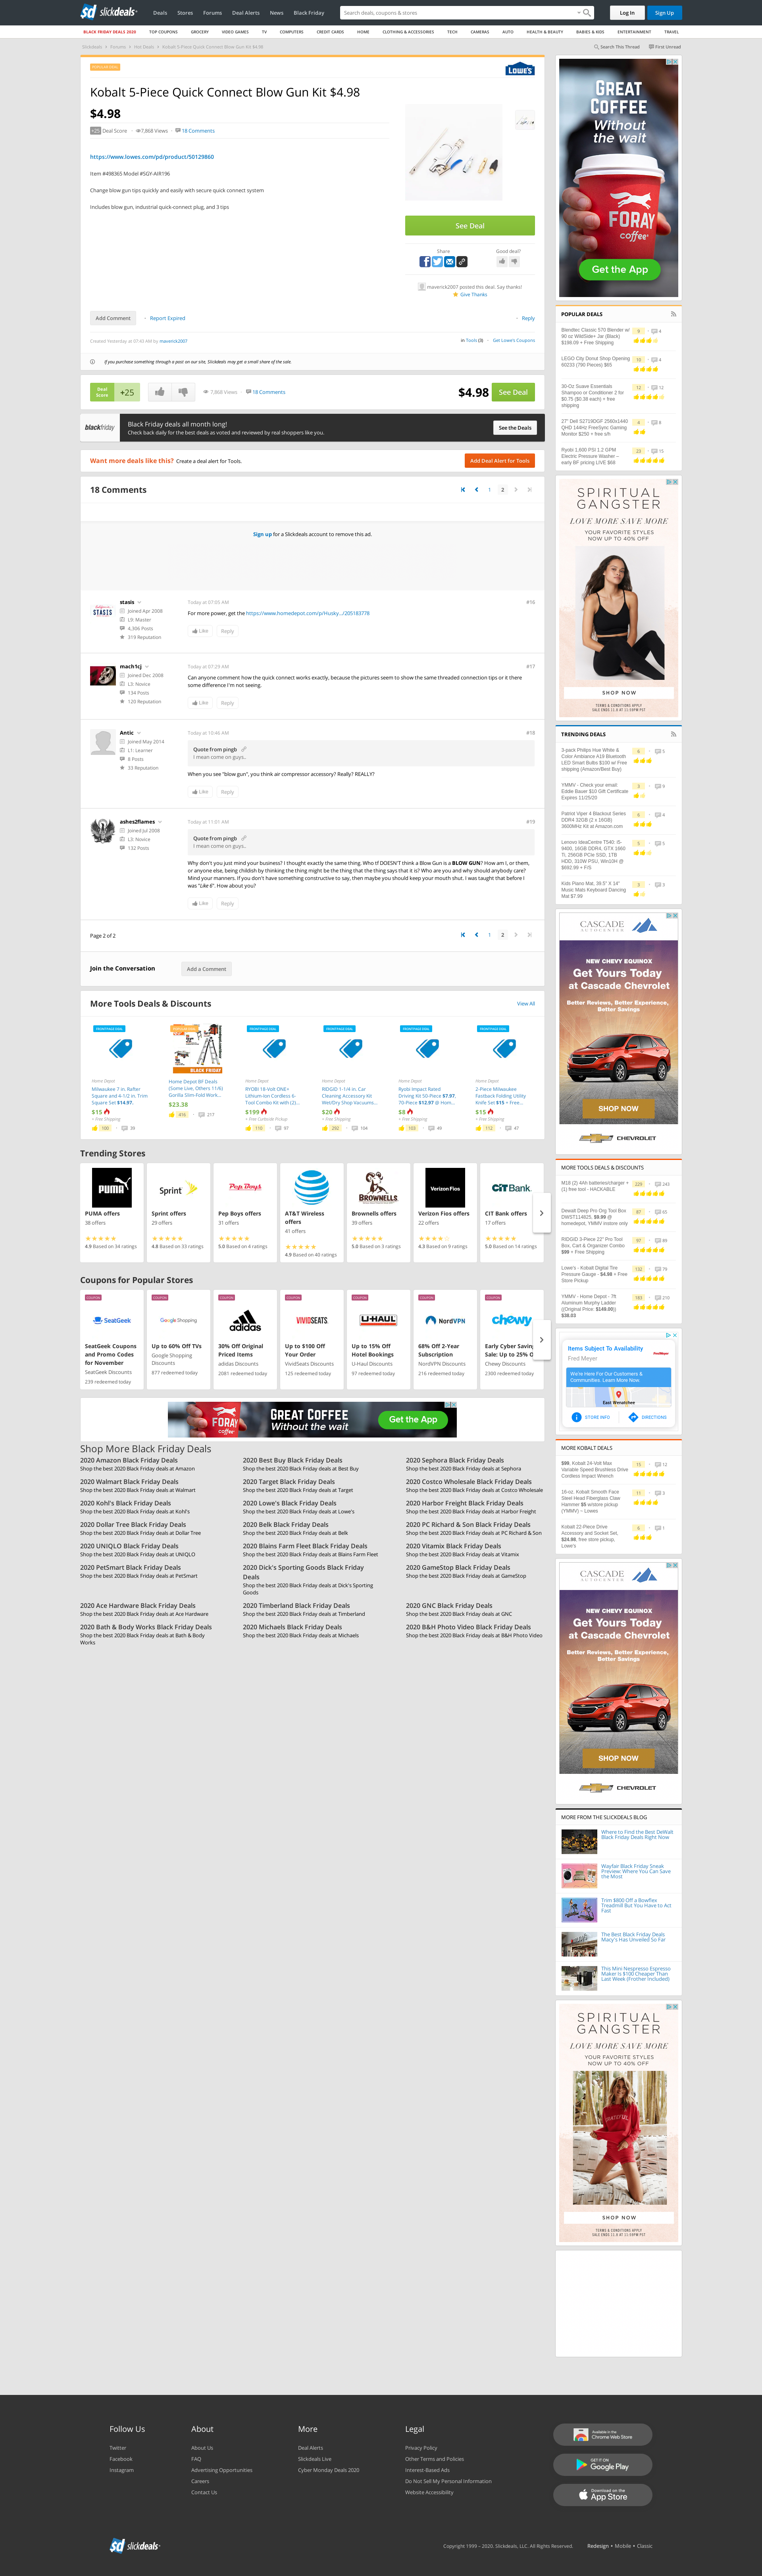 slickdeals
Deals Stores Forums Deal Alerts News Black Friday
Search deals, coupons & stores
Log In Sign Up
BLACK FRIDAY DEALS 2020 TOP COUPONS GROCERY VIDEO GAMES TV COMPUTERS CREDIT CARDS HOME CLOTHING & ACCESSORIES TECH CAMERAS AUTO HEALTH & BEAUTY BABIES & KIDS ENTERTAINMENT TRAVEL
Slickdeals > Forums > Hot Deals > Kobalt 5-Piece Quick Connect Blow Gun Kit $4.98
Search This Thread First Unread
LOWE'S
Kobalt 5-Piece Quick Connect Blow Gun Kit $4.98
$4.98
+25 Deal Score 7,868 Views 18 Comments
https://www.lowes.com/pd/product/50129860
Item #498365 Model #SGY-AIR196
Change blow gun tips quickly and easily with secure quick connect system
Includes blow gun, industrial quick-connect plug, and 3 tips
See Deal
Share Good deal?
maverick2007 posted this deal. Say thanks!
Give Thanks
Add Comment Report Expired Reply
Created Yesterday at 07:03 AM by maverick2007
in Tools (3) Get Lowe's Coupons
If you purchase something through a post on our site, Slickdeals may get a small share of the sale.
Deal Score +25 7,868 Views 18 Comments $4.98 See Deal
blackfriday
Black Friday deals all month long!
Check back daily for the best deals as voted and reviewed by real shoppers like you.
See the Deals
Want more deals like this? Create a deal alert for Tools.
Add Deal Alert for Tools
18 Comments
1 2
Sign up for a Slickdeals account to remove this ad.
stasis
Joined Apr 2008
L9: Master
4,396 Posts
319 Reputation
Today at 07:05 AM #16
For more power, get the https://www.homedepot.com/p/Husky.../205183778
Like Reply
mach1cj
Joined Dec 2008
L3: Novice
134 Posts
120 Reputation
Today at 07:29 AM #17
Can anyone comment how the quick connect works exactly, because the pictures seem to show the same threaded connection tips or it there some difference I'm not seeing.
Like Reply
Antic
Joined May 2014
L1: Learner
8 Posts
33 Reputation
Today at 10:46 AM #18
Quote from pingb
I mean come on guys..
When you see "blow gun", you think air compressor accessory? Really? REALLY?
Like Reply
ashes2flames
Joined Jul 2008
L3: Novice
132 Posts
Today at 11:01 AM #19
Quote from pingb
I mean come on guys..
Why don't you just mind your business? I thought exactly the same thing. Who tf DOESV'T think a Blow Gun is a BLOW GUN? How am I, or them, or anyone else, being childish by thinking the thing might be the thing that the thing says that it is? Who are you and why should anybody care? Mind your manners. If you don't have something constructive to say, then maybe you should keep your mouth shut. I was taught that before I was "Like 6". How about you?
Like Reply
Page 2 of 2
1 2
Join the Conversation Add a Comment
More Tools Deals & Discounts View All
Home Depot
Milwaukee 7 in. Rafter Square and 4-1/2 in. Trim Square Set $14.97.
$15
+ Free Shipping
100 39
BLACK FRIDAY
Home Depot BF Deals (Some Live, Others 11/6) Gorilla Slim-Fold Work...
$23.38
416 217
Home Depot
RYOBI 18-Volt ONE+ Lithium-Ion Cordless 6-Tool Combo Kit with (2)...
$199
+ Free Curbside Pickup
115 97
Home Depot
RIDGID 1-1/4 in. Car Cleaning Accessory Kit Wet/Dry Shop Vacuums...
$20
+ Free Shipping
292 104
Home Depot
Ryobi Impact Rated Driving Kit 50-Piece $7.97, 70-Piece $12.97 @ Hom...
$8
+ Free Shipping
103 49
Home Depot
2-Piece Milwaukee Fastback Folding Utility Knife Set $15 + Free...
$15
+ Free Shipping
112 47
Trending Stores
PUMA offers
38 offers
4.9 Based on 34 ratings
Sprint
Sprint offers
29 offers
4.8 Based on 33 ratings
Pep Boys
Pep Boys offers
31 offers
5.0 Based on 4 ratings
AT&T
AT&T Wireless offers
41 offers
4.9 Based on 40 ratings
BROWNELLS
Brownells offers
39 offers
5.0 Based on 3 ratings
Verizon Fios
Verizon Fios offers
22 offers
4.3 Based on 9 ratings
CIT BANK
CIT Bank offers
17 offers
5.0 Based on 14 ratings
Coupons for Popular Stores
COUPON
SeatGeek
SeatGeek Coupons and Promo Codes for November
SeatGeek Discounts
239 redeemed today
COUPON
Google Shopping
Up to 60% Off TVs
Google Shopping Discounts
877 redeemed today
COUPON
adidas
30% Off Original Priced Items
adidas Discounts
2081 redeemed today
COUPON
VIVIDSEATS
Up to $100 Off Your Order
VividSeats Discounts
125 redeemed today
COUPON
U-HAUL
Up to 15% Off Hotel Bookings
U-Haul Discounts
97 redeemed today
COUPON
NordVPN
68% Off 2-Year Subscription
NordVPN Discounts
216 redeemed today
COUPON
chewy
Early Cyber Saving Sale: Up to 25% O
Chewy Discounts
2300 redeemed today
FORAY COFFEE GREAT COFFEE Without the wait Get the App
Shop More Black Friday Deals
2020 Amazon Black Friday Deals
Shop the best 2020 Black Friday deals at Amazon
2020 Best Buy Black Friday Deals
Shop the best 2020 Black Friday deals at Best Buy
2020 Sephora Black Friday Deals
Shop the best 2020 Black Friday deals at Sephora
2020 Walmart Black Friday Deals
Shop the best 2020 Black Friday deals at Walmart
2020 Target Black Friday Deals
Shop the best 2020 Black Friday deals at Target
2020 Costco Wholesale Black Friday Deals
Shop the best 2020 Black Friday deals at Costco Wholesale
2020 Kohl's Black Friday Deals
Shop the best 2020 Black Friday deals at Kohl's
2020 Lowe's Black Friday Deals
Shop the best 2020 Black Friday deals at Lowe's
2020 Harbor Freight Black Friday Deals
Shop the best 2020 Black Friday deals at Harbor Freight
2020 Dollar Tree Black Friday Deals
Shop the best 2020 Black Friday deals at Dollar Tree
2020 Belk Black Friday Deals
Shop the best 2020 Black Friday deals at Belk
2020 PC Richard & Son Black Friday Deals
Shop the best 2020 Black Friday deals at PC Richard & Son
2020 UNIQLO Black Friday Deals
Shop the best 2020 Black Friday deals at UNIQLO
2020 Blains Farm Fleet Black Friday Deals
Shop the best 2020 Black Friday deals at Blains Farm Fleet
2020 Vitamix Black Friday Deals
Shop the best 2020 Black Friday deals at Vitamix
2020 PetSmart Black Friday Deals
Shop the best 2020 Black Friday deals at PetSmart
2020 Dick's Sporting Goods Black Friday Deals
Shop the best 2020 Black Friday deals at Dick's Sporting Goods
2020 GameStop Black Friday Deals
Shop the best 2020 Black Friday deals at GameStop
2020 Ace Hardware Black Friday Deals
Shop the best 2020 Black Friday deals at Ace Hardware
2020 Timberland Black Friday Deals
Shop the best 2020 Black Friday deals at Timberland
2020 GNC Black Friday Deals
Shop the best 2020 Black Friday deals at GNC
2020 Bath & Body Works Black Friday Deals
Shop the best 2020 Black Friday deals at Bath & Body Works
2020 Michaels Black Friday Deals
Shop the best 2020 Black Friday deals at Michaels
2020 B&H Photo Video Black Friday Deals
Shop the best 2020 Black Friday deals at B&H Photo Video
GREAT COFFEE
Without the wait
FORAY COFFEE
Get the App
POPULAR DEALS
Blendtec Classic 570 Blender w/ 90 oz WildSide+ Jar (Black) $198.09 + Free Shipping
LEGO City Donut Shop Opening 60233 (790 Pieces) $65
30-Oz Suave Essentials Shampoo or Conditioner 2 for $0.75 ($0.38 each) + free shipping
27" Dell S2719DGF 2560x1440 QHD 144Hz FreeSync Gaming Monitor $250 + free s/h
Ryobi 1,600 PSI 1.2 GPM Electric Pressure Washer – early BF pricing LIVE $68
SPIRITUAL GANGSTER
LOVE MORE SAVE MORE
YOUR FAVORITE STYLES NOW UP TO 40% OFF
SHOP NOW
TERMS & CONDITIONS APPLY
TRENDING DEALS
3-pack Philips Hue White & Color Ambiance A19 Bluetooth LED Smart Bulbs $100 w/ Free shipping (Amazon/Best Buy)
YMMV - Check your email: Eddie Bauer $10 Gift Certificate Expires 11/25/20
Patriot Viper 4 Blackout Series DDR4 32GB (2 x 16GB) 3600MHz Kit at Amazon.com
Lenovo IdeaCentre T540: i5-9400, 16GB DDR4, GTX 1660 Ti, 256GB PCIe SSD, 1TB HDD, 310W PSU, Win10H @ $692.99 + F/S
Kids Piano Mat, 39.5" X 14" Music Mats Keyboard Dancing Mat $7.99
CASCADE AUTOCENTER
NEW CHEVY EQUINOX
Get Yours Today at Cascade Chevrolet
Better Reviews, Better Experience, Better Savings
SHOP NOW
CHEVROLET
MORE TOOLS DEALS & DISCOUNTS
M18 (2) 4Ah batteries/charger + (1) free tool - HACKABLE
Dewalt Deep Pro Org Tool Box DWST114825, $9.99 @ homedepot, YMMV instore only
RIDGID 3-Piece 22" Pro Tool Box, Cart & Organizer Combo $99 + Free Shipping
Lowe's - Kobalt Digital Tire Pressure Gauge - $4.98 + Free Store Pickup
YMMV - Home Depot - 7ft Aluminum Murphy Ladder ((Original Price: $149.00)) $38.03
Items Subject To Availability
Fred Meyer
We're Here For Our Customers & Communities. Learn More Now.
East Wenatchee
STORE INFO DIRECTIONS
MORE KOBALT DEALS
$99, Kobalt 24-Volt Max Variable Speed Brushless Drive Cordless Impact Wrench
16-oz. Kobalt Smooth Face Steel Head Fiberglass Claw Hammer $5 w/store pickup (YMMV) ~ Lowes
Kobalt 22-Piece Drive Accessory and Socket Set, $24.88, free store pickup, Lowe's
CASCADE AUTOCENTER
NEW CHEVY EQUINOX
Get Yours Today at Cascade Chevrolet
Better Reviews, Better Experience, Better Savings
SHOP NOW
CHEVROLET
MORE FROM THE SLICKDEALS BLOG
Where to Find the Best DeWalt Black Friday Deals Right Now
Wayfair Black Friday Sneak Preview: Where You Can Save the Most
Trim $800 Off a Bowflex Treadmill But You Have to Act Fast
The Best Black Friday Deals Macy's Has Unveiled So Far
This Mini Nespresso Espresso Maker Is $100 Cheaper Than Last Week (Frother Included)
SPIRITUAL GANGSTER
LOVE MORE SAVE MORE
YOUR FAVORITE STYLES NOW UP TO 40% OFF
SHOP NOW
TERMS & CONDITIONS APPLY
Follow Us
Twitter
Facebook
Instagram
About
About Us
FAQ
Advertising Opportunities
Careers
Contact Us
More
Deal Alerts
Slickdeals Live
Cyber Monday Deals 2020
Legal
Privacy Policy
Other Terms and Policies
Interest-Based Ads
Do Not Sell My Personal Information
Website Accessibility
Available in the Chrome Web Store
GET IT ON Google Play
Download on the App Store
slickdeals
Copyright 1999 - 2020. Slickdeals, LLC. All Rights Reserved. Redesign • Mobile • Classic